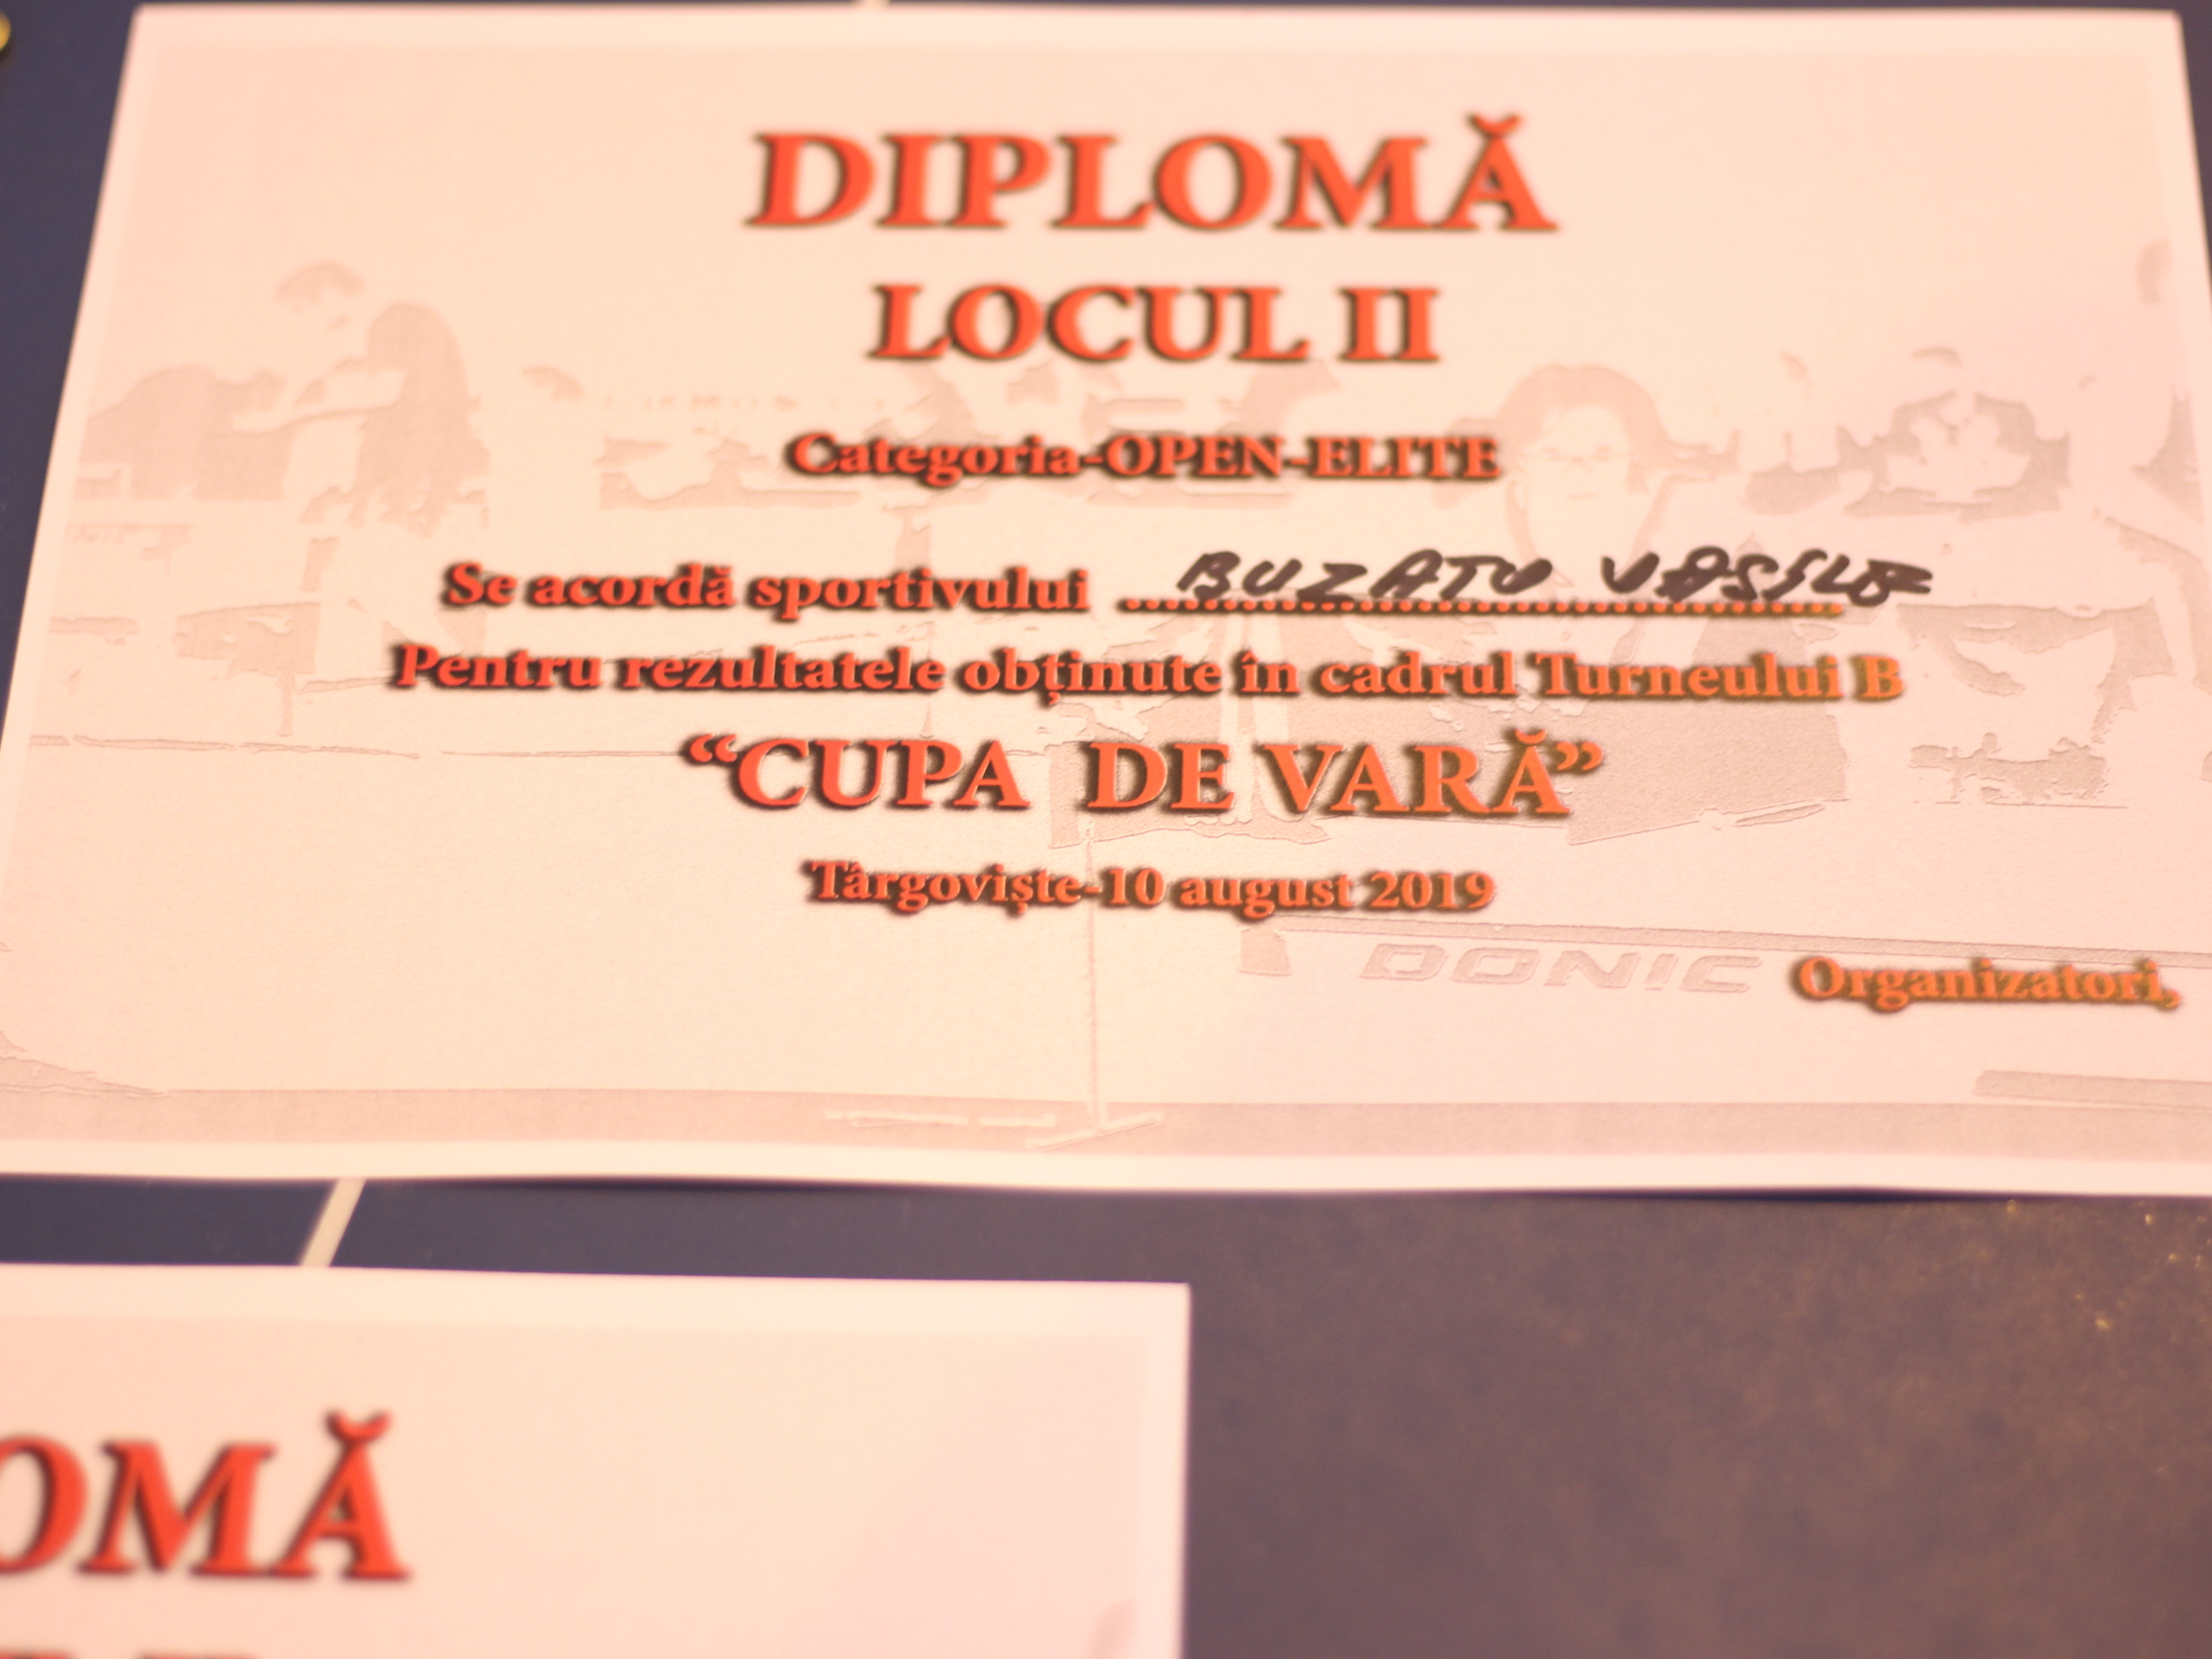 DIPLOMĂ
LOCUL II
Categoria-OPEN-ELITE
Se acordă sportivului BUZATU VASILE
Pentru rezultatele obținute în cadrul Turneului B
“CUPA DE VARĂ”
Târgoviște-10 august 2019
DONIC
Organizatori,
OMĂ